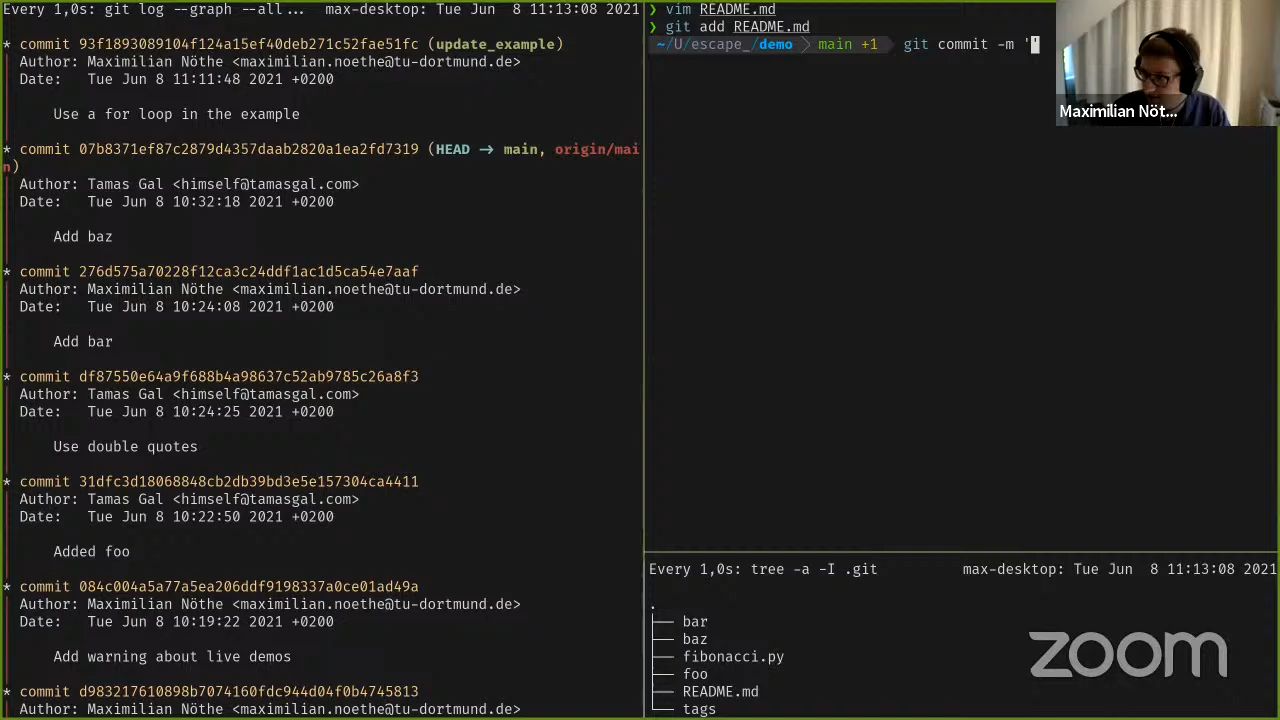 Every 1,0s: git log --graph --all... max-desktop: Tue Jun 8 11:13:08 2021
* commit 93f1893089104f124a15ef40deb271c52fae51fc (update_example)
Author: Maximilian Nöthe <maximilian.noethe@tu-dortmund.de>
Date: Tue Jun 8 11:11:48 2021 +0200
Use a for loop in the example
* commit 07b8371ef87c2879d4357daab2820a1ea2fd7319 (HEAD → main, origin/mai
n)
Author: Tamas Gal <himself@tamasgal.com>
Date: Tue Jun 8 10:32:18 2021 +0200
Add baz
* commit 276d575a70228f12ca3c24ddf1ac1d5ca54e7aaf
Author: Maximilian Nöthe <maximilian.noethe@tu-dortmund.de>
Date: Tue Jun 8 10:24:08 2021 +0200
Add bar
* commit df87550e64a9f688b4a98637c52ab9785c26a8f3
Author: Tamas Gal <himself@tamasgal.com>
Date: Tue Jun 8 10:24:25 2021 +0200
Use double quotes
* commit 31dfc3d18068848cb2db39bd3e5e157304ca4411
Author: Tamas Gal <himself@tamasgal.com>
Date: Tue Jun 8 10:22:50 2021 +0200
Added foo
* commit 084c004a5a77a5ea206ddf9198337a0ce01ad49a
Author: Maximilian Nöthe <maximilian.noethe@tu-dortmund.de>
Date: Tue Jun 8 10:19:22 2021 +0200
Add warning about live demos
* commit d983217610898b7074160fdc944d04f0b4745813
Author: Maximilian Nöthe <maximilian.noethe@tu-dortmund.de>
❯ vim README.md
❯ git add README.md
~/U/escape_/demo > main +1 git commit -m ''
Maximilian Nöt...
Every 1,0s: tree -a -I .git max-desktop: Tue Jun 8 11:13:08 2021
.
├── bar
├── baz
├── fibonacci.py
├── foo
├── README.md
└── tags
zoom